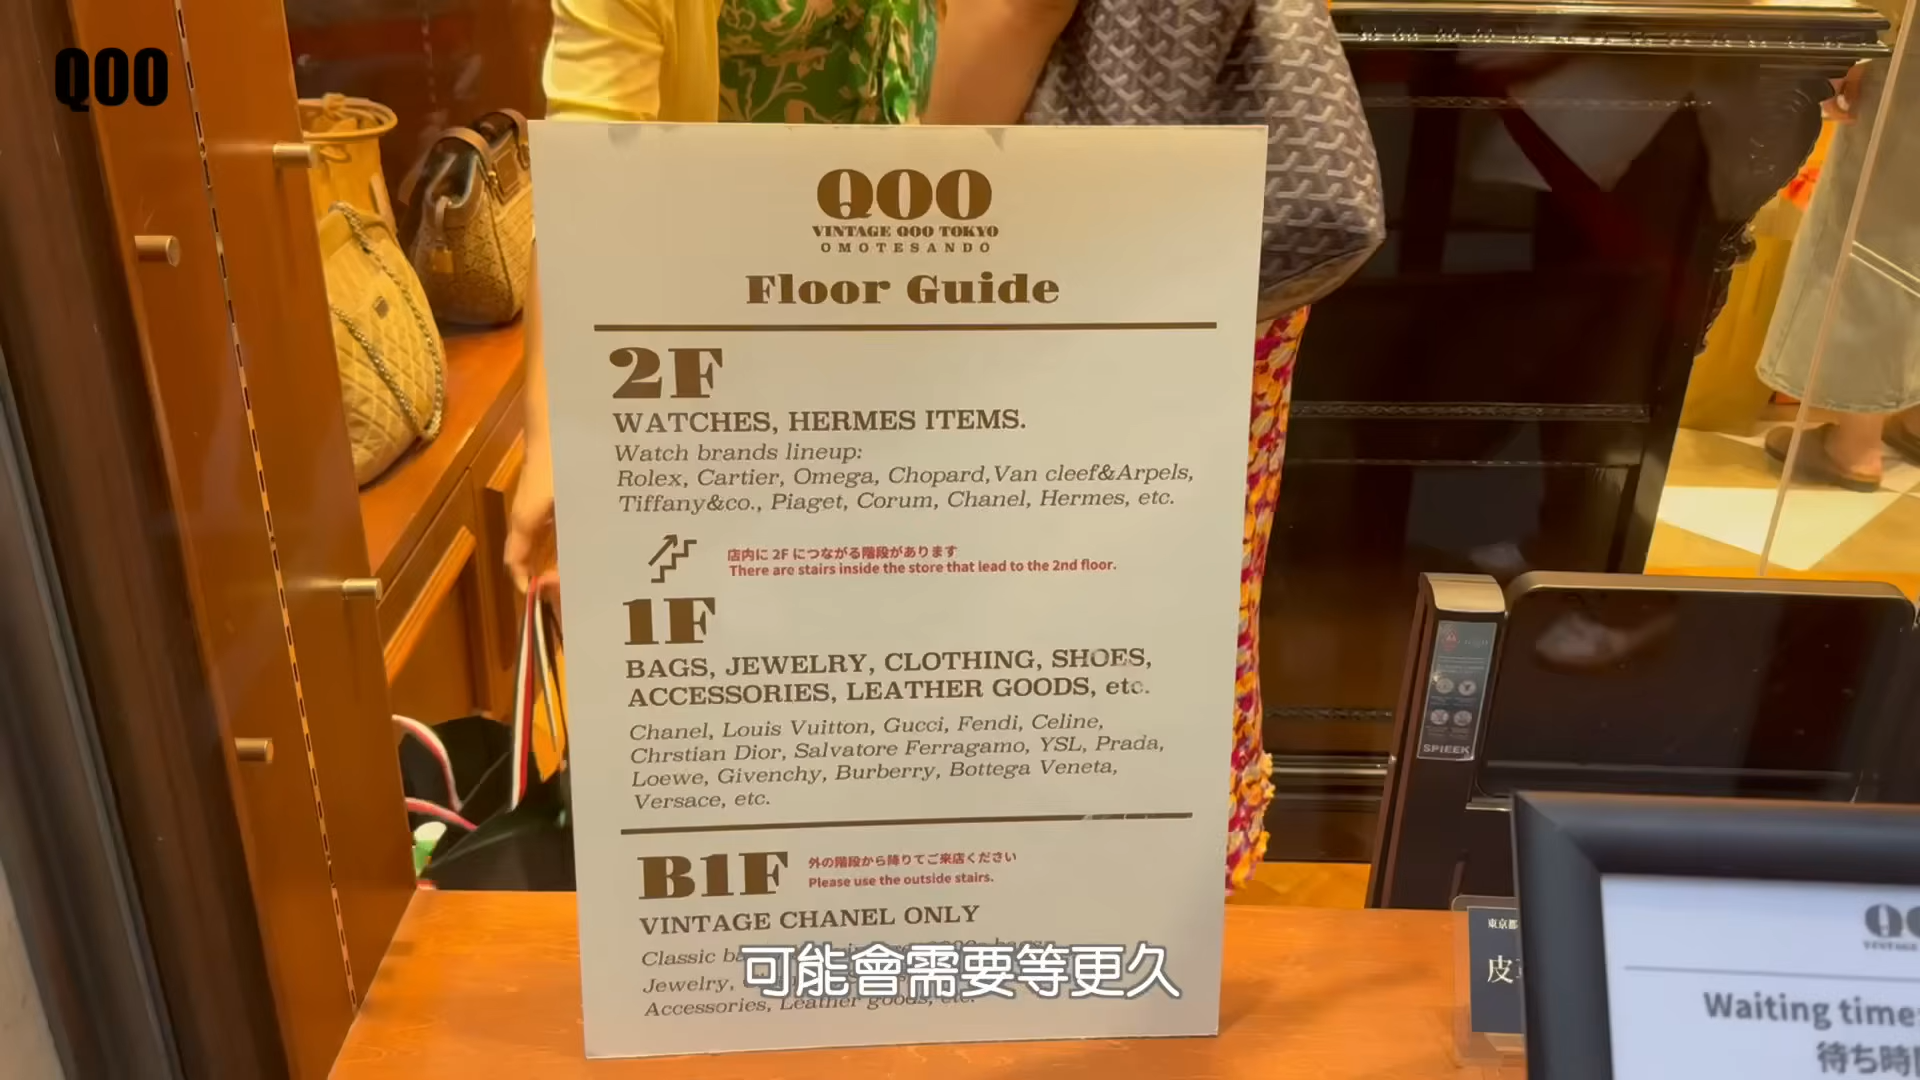 QOO
QOO
VINTAGE QOO TOKYO
OMOTESANDO
Floor Guide
2F
WATCHES, HERMES ITEMS.
Watch brands lineup:
Rolex, Cartier, Omega, Chopard,Van cleef&Arpels,
Tiffany&co., Piaget, Corum, Chanel, Hermes, etc.
店内に 2F につながる階段があります
There are stairs inside the store that lead to the 2nd floor.
1F
BAGS, JEWELRY, CLOTHING, SHOES,
ACCESSORIES, LEATHER GOODS, etc.
Chanel, Louis Vuitton, Gucci, Fendi, Celine,
Chrstian Dior, Salvatore Ferragamo, YSL, Prada,
Loewe, Givenchy, Burberry, Bottega Veneta,
Versace, etc.
B1F
外の階段から降りてご来店ください
Please use the outside stairs.
VINTAGE CHANEL ONLY
Classic
Jewelry,
Accessories, Leather goods, etc.
可能會需要等更久
SPIEEK
東京都
皮
Waiting time
待ち時